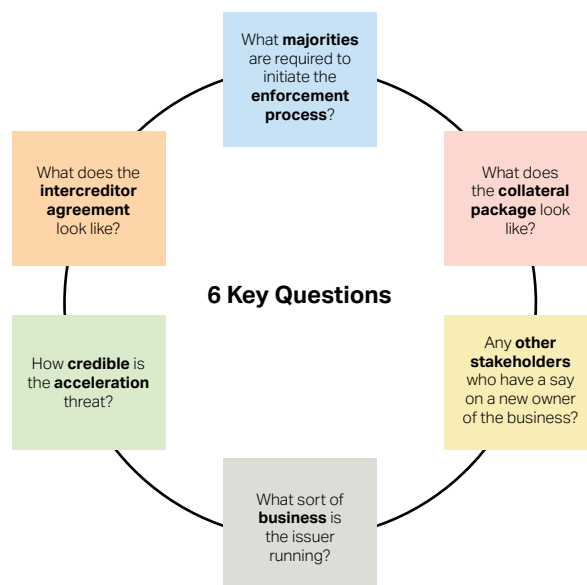 What majorities
are required to
initiate the
enforcement
process?
What does
the collateral
package look
like?
Any other
stakeholders
who have a say
on a new owner
of the business?
What sort of
business is
the issuer
running?
How credible is
the acceleration
threat?
What does the
intercreditor
agreement
look like?
6 Key Questions